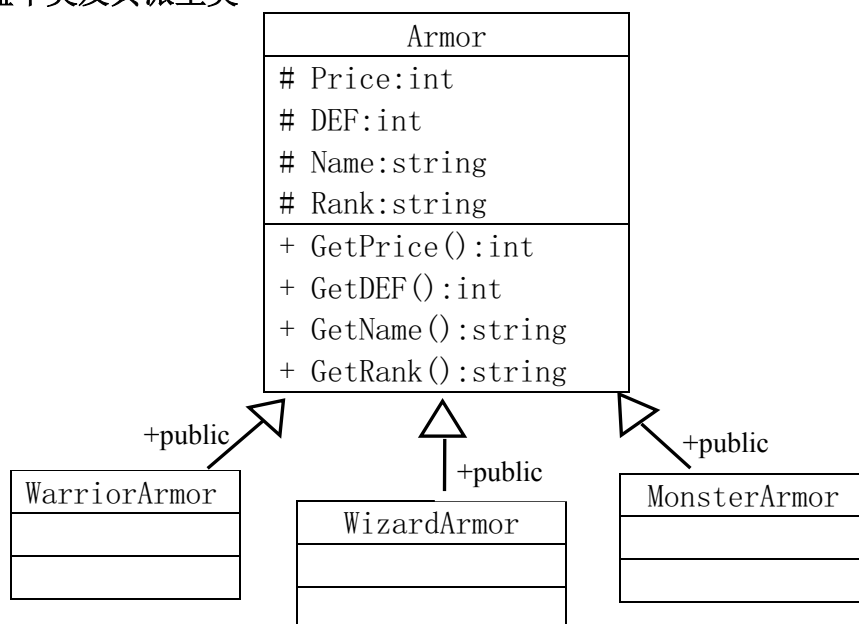 Armor
# Price:int
# DEF:int
# Name:string
# Rank:string
+ GetPrice():int
+ GetDEF():int
+ GetName():string
+ GetRank():string
+public
+public
+public
WarriorArmor
WizardArmor
MonsterArmor